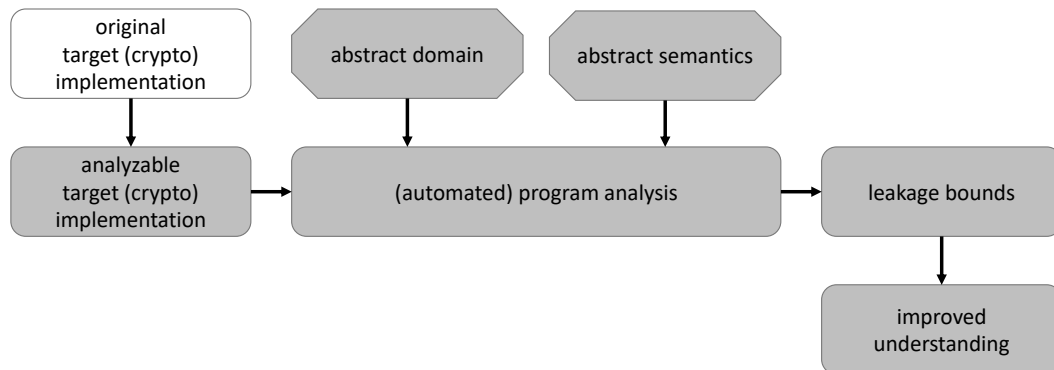 original
target (crypto)
implementation
abstract domain
abstract semantics
analyzable
target (crypto)
implementation
(automated) program analysis
leakage bounds
improved
understanding